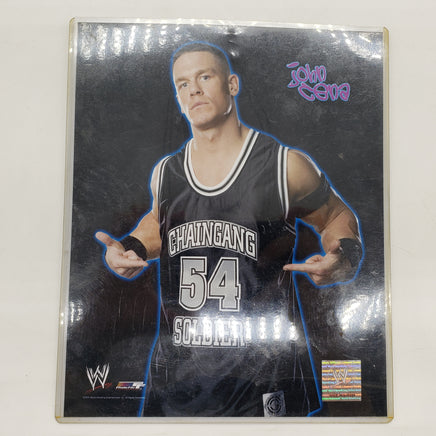 john
cena
CHAINGANG
54
SOLDIER